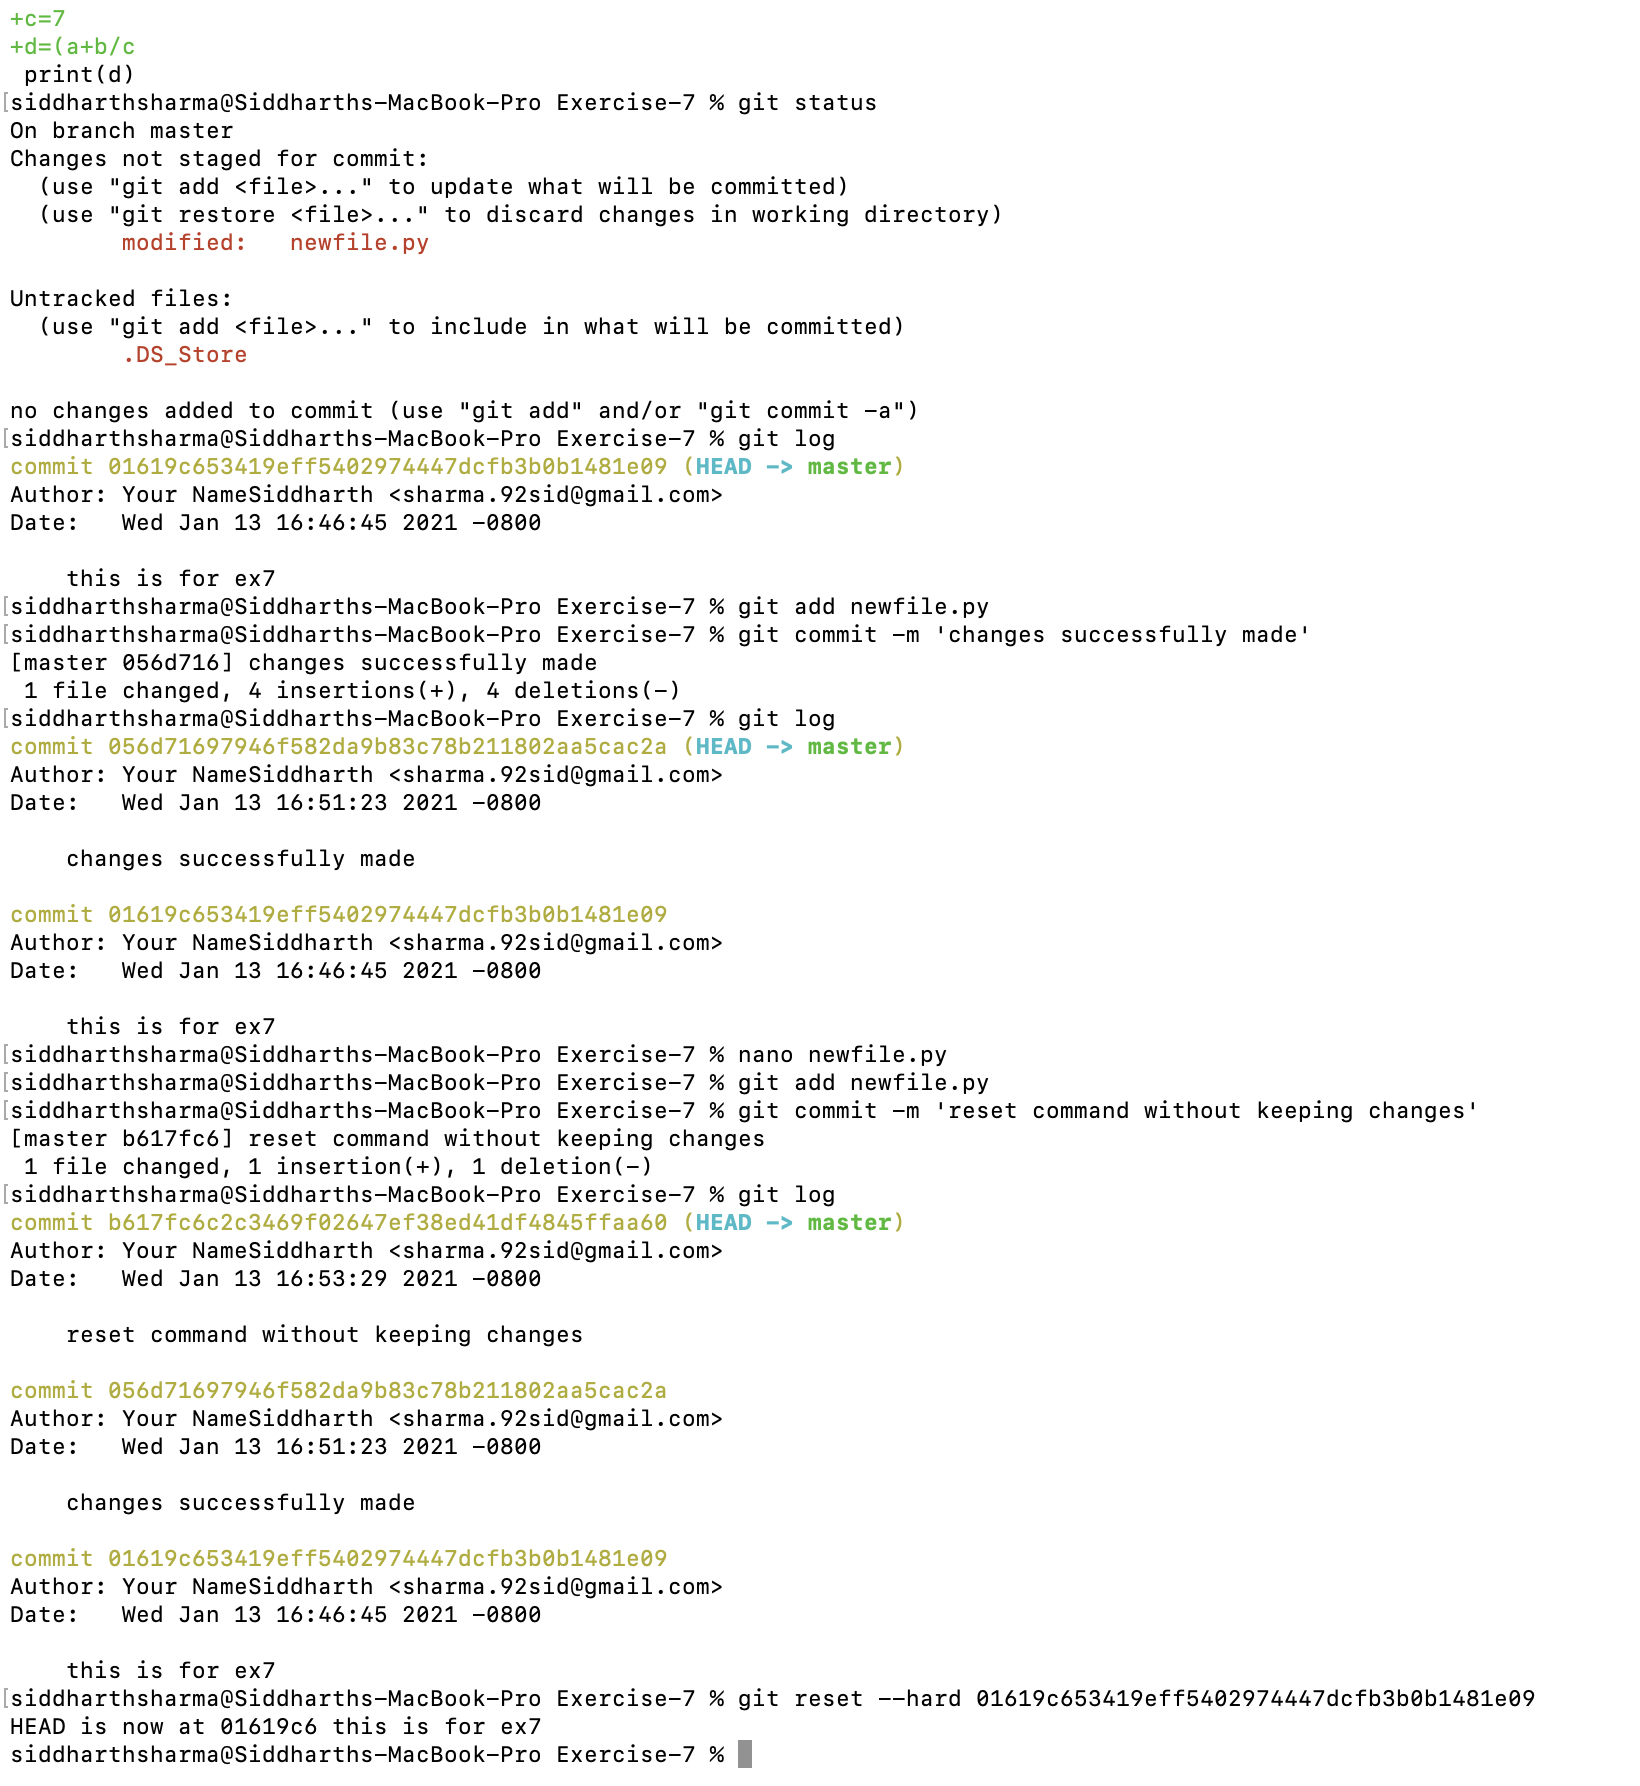 +c=7
+d=(a+b/c
 print(d)
[siddharthsharma@Siddharths-MacBook-Pro Exercise-7 % git status
On branch master
Changes not staged for commit:
  (use "git add <file>..." to update what will be committed)
  (use "git restore <file>..." to discard changes in working directory)
        modified:   newfile.py

Untracked files:
  (use "git add <file>..." to include in what will be committed)
        .DS_Store

no changes added to commit (use "git add" and/or "git commit -a")
[siddharthsharma@Siddharths-MacBook-Pro Exercise-7 % git log
commit 01619c653419eff5402974447dcfb3b0b1481e09 (HEAD -> master)
Author: Your NameSiddharth <sharma.92sid@gmail.com>
Date:   Wed Jan 13 16:46:45 2021 -0800

    this is for ex7
[siddharthsharma@Siddharths-MacBook-Pro Exercise-7 % git add newfile.py
[siddharthsharma@Siddharths-MacBook-Pro Exercise-7 % git commit -m 'changes successfully made'
[master 056d716] changes successfully made
 1 file changed, 4 insertions(+), 4 deletions(-)
[siddharthsharma@Siddharths-MacBook-Pro Exercise-7 % git log
commit 056d71697946f582da9b83c78b211802aa5cac2a (HEAD -> master)
Author: Your NameSiddharth <sharma.92sid@gmail.com>
Date:   Wed Jan 13 16:51:23 2021 -0800

    changes successfully made

commit 01619c653419eff5402974447dcfb3b0b1481e09
Author: Your NameSiddharth <sharma.92sid@gmail.com>
Date:   Wed Jan 13 16:46:45 2021 -0800

    this is for ex7
[siddharthsharma@Siddharths-MacBook-Pro Exercise-7 % nano newfile.py
[siddharthsharma@Siddharths-MacBook-Pro Exercise-7 % git add newfile.py
[siddharthsharma@Siddharths-MacBook-Pro Exercise-7 % git commit -m 'reset command without keeping changes'
[master b617fc6] reset command without keeping changes
 1 file changed, 1 insertion(+), 1 deletion(-)
[siddharthsharma@Siddharths-MacBook-Pro Exercise-7 % git log
commit b617fc6c2c3469f02647ef38ed41df4845ffaa60 (HEAD -> master)
Author: Your NameSiddharth <sharma.92sid@gmail.com>
Date:   Wed Jan 13 16:53:29 2021 -0800

    reset command without keeping changes

commit 056d71697946f582da9b83c78b211802aa5cac2a
Author: Your NameSiddharth <sharma.92sid@gmail.com>
Date:   Wed Jan 13 16:51:23 2021 -0800

    changes successfully made

commit 01619c653419eff5402974447dcfb3b0b1481e09
Author: Your NameSiddharth <sharma.92sid@gmail.com>
Date:   Wed Jan 13 16:46:45 2021 -0800

    this is for ex7
[siddharthsharma@Siddharths-MacBook-Pro Exercise-7 % git reset --hard 01619c653419eff5402974447dcfb3b0b1481e09
HEAD is now at 01619c6 this is for ex7
siddharthsharma@Siddharths-MacBook-Pro Exercise-7 %